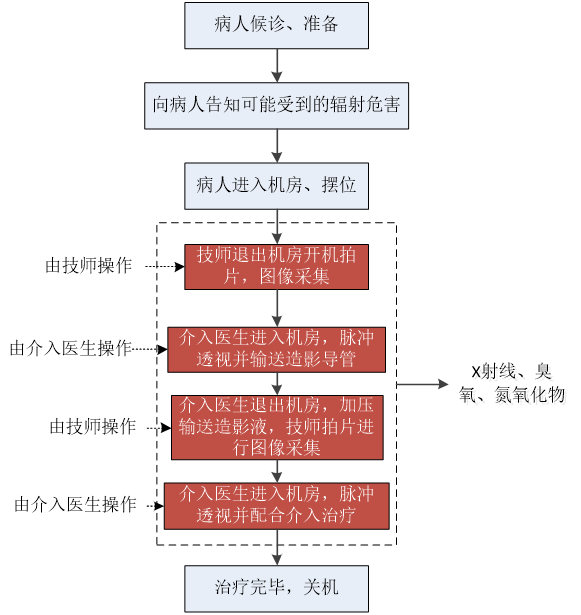 病人候诊、准备
向病人告知可能受到的辐射危害
病人进入机房、摆位
由技师操作
技师退出机房开机拍
片，图像采集
由介入医生操作
介入医生进入机房，脉冲
透视并输送造影导管
X射线、臭
氧、氮氧化物
由技师操作
介入医生退出机房，加压
输送造影液，技师拍片进
行图像采集
由介入医生操作
介入医生进入机房，脉冲
透视并配合介入治疗
治疗完毕，关机